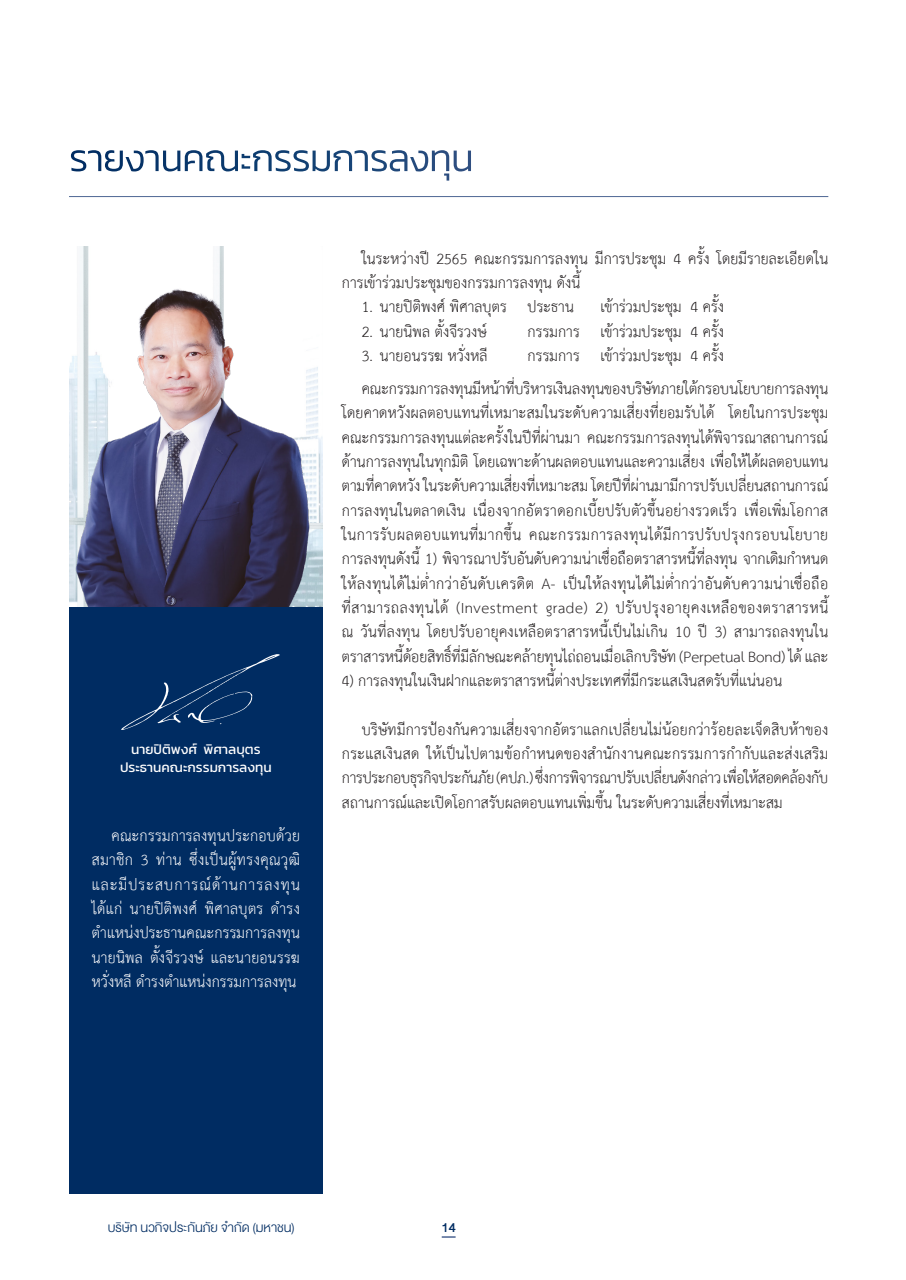 รายงานคณะกรรมการลงทุน
ในระหว่างปี 2565 คณะกรรมการลงทุน มีการประชุม 4 ครั้ง โดยมีรายละเอียดใน
การเข้าร่วมประชุมของกรรมการลงทุน ดังนี้
1. นายปิติพงศ์ พิศาลบุตร ประธาน เข้าร่วมประชุม 4 ครั้ง
2. นายนิพล ตั้งจีรวงษ์ กรรมการ เข้าร่วมประชุม 4 ครั้ง
3. นายอนรรฆ หวั่งหลี กรรมการ เข้าร่วมประชุม 4 ครั้ง
คณะกรรมการลงทุนมีหน้าที่บริหารเงินลงทุนของบริษัทภายใต้กรอบนโยบายการลงทุน
โดยคาดหวังผลตอบแทนที่เหมาะสมในระดับความเสี่ยงที่ยอมรับได้ โดยในการประชุม
คณะกรรมการลงทุนแต่ละครั้งในปีที่ผ่านมา คณะกรรมการลงทุนได้พิจารณาสถานการณ์
ด้านการลงทุนในทุกมิติ โดยเฉพาะด้านผลตอบแทนและความเสี่ยง เพื่อให้ได้ผลตอบแทน
ตามที่คาดหวัง ในระดับความเสี่ยงที่เหมาะสม โดยปีที่ผ่านมามีการปรับเปลี่ยนสถานการณ์
การลงทุนในตลาดเงิน เนื่องจากอัตราดอกเบี้ยปรับตัวขึ้นอย่างรวดเร็ว เพื่อเพิ่มโอกาส
ในการรับผลตอบแทนที่มากขึ้น คณะกรรมการลงทุนได้มีการปรับปรุงกรอบนโยบาย
การลงทุนดังนี้ 1) พิจารณาปรับอันดับความน่าเชื่อถือตราสารหนี้ที่ลงทุน จากเดิมกำหนด
ให้ลงทุนได้ไม่ต่ำกว่าอันดับเครดิต A- เป็นให้ลงทุนได้ไม่ต่ำกว่าอันดับความน่าเชื่อถือ
ที่สามารถลงทุนได้ (Investment grade) 2) ปรับปรุงอายุคงเหลือของตราสารหนี้
ณ วันที่ลงทุน โดยปรับอายุคงเหลือตราสารหนี้เป็นไม่เกิน 10 ปี 3) สามารถลงทุนใน
ตราสารหนี้ด้อยสิทธิ์ที่มีลักษณะคล้ายทุนไถ่ถอนเมื่อเลิกบริษัท (Perpetual Bond) ได้ และ
4) การลงทุนในเงินฝากและตราสารหนี้ต่างประเทศที่มีกระแสเงินสดรับที่แน่นอน
บริษัทมีการป้องกันความเสี่ยงจากอัตราแลกเปลี่ยนไม่น้อยกว่าร้อยละเจ็ดสิบห้าของ
กระแสเงินสด ให้เป็นไปตามข้อกำหนดของสำนักงานคณะกรรมการกำกับและส่งเสริม
การประกอบธุรกิจประกันภัย (คปภ.) ซึ่งการพิจารณาปรับเปลี่ยนดังกล่าว เพื่อให้สอดคล้องกับ
สถานการณ์และเปิดโอกาสรับผลตอบแทนเพิ่มขึ้น ในระดับความเสี่ยงที่เหมาะสม
นายปิติพงศ์ พิศาลบุตร
ประธานคณะกรรมการลงทุน
คณะกรรมการลงทุนประกอบด้วย
สมาชิก 3 ท่าน ซึ่งเป็นผู้ทรงคุณวุฒิ
และมีประสบการณ์ด้านการลงทุน
ได้แก่ นายปิติพงศ์ พิศาลบุตร ดำรง
ตำแหน่งประธานคณะกรรมการลงทุน
นายนิพล ตั้งจีรวงษ์ และนายอนรรฆ
หวั่งหลี ดำรงตำแหน่งกรรมการลงทุน
บริษัท นวกิจประกันภัย จำกัด (มหาชน)
14